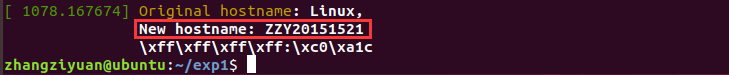 [ 1078.167674] Original hostname: Linux,
New hostname: ZZY20151521
\xff\xff\xff\xff:\xc0\xa1c
zhangziyuan@ubuntu:~/exp1$